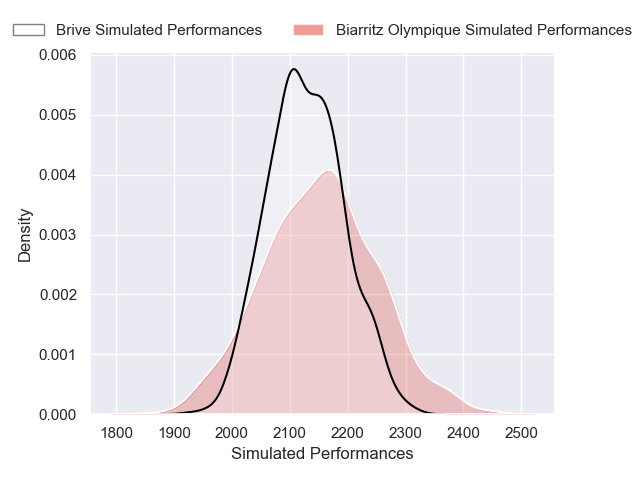 Brive Simulated Performances
Biarritz Olympique Simulated Performances
0.006
0.005
0.004
0.003
0.002
0.001
0.000
Density
1800 1900 2000 2100 2200 2300 2400 2500
Simulated Performances